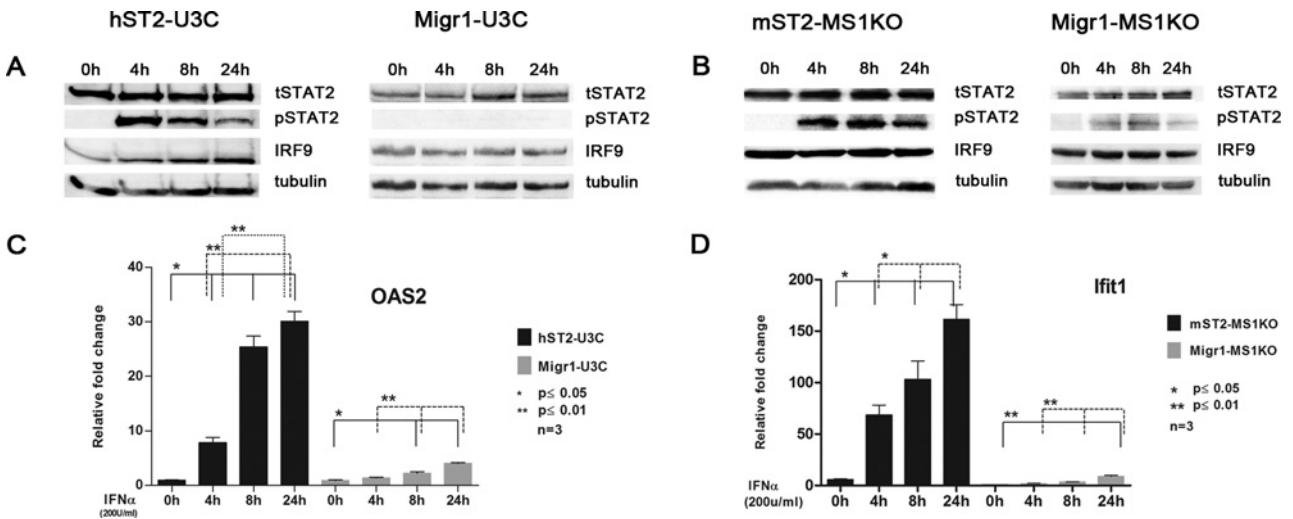 hST2-U3C
Migr1-U3C
mST2-MS1KO
Migr1-MS1KO
A
0h 4h 8h 24h
0h 4h 8h 24h
tSTAT2
tSTAT2
pSTAT2
pSTAT2
IRF9
IRF9
tubulin
tubulin
B
0h 4h 8h 24h
0h 4h 8h 24h
tSTAT2
tSTAT2
pSTAT2
pSTAT2
IRF9
IRF9
tubulin
tubulin
C
OAS2
Relative fold change
40
30
20
10
0
*
**
**
*
**
hST2-U3C
Migr1-U3C
* p≤ 0.05
** p≤ 0.01
n=3
IFNα
(200U/ml)
0h 4h 8h 24h 0h 4h 8h 24h
D
Ifit1
Relative fold change
200
150
100
50
0
*
*
**
**
mST2-MS1KO
Migr1-MS1KO
* p≤ 0.05
** p≤ 0.01
n=3
IFNα
(200u/ml)
0h 4h 8h 24h 0h 4h 8h 24h